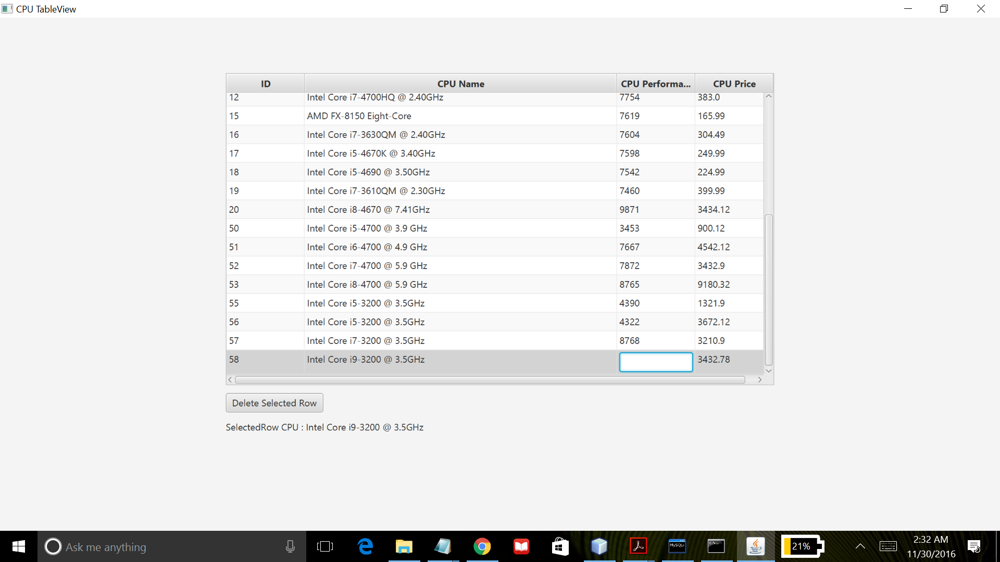 CPU TableView
ID CPU Name CPU Performa... CPU Price
12 Intel Core i7-4700HQ @ 2.40GHz 7754 383.0
15 AMD FX-8150 Eight-Core 7619 165.99
16 Intel Core i7-3630QM @ 2.40GHz 7604 304.49
17 Intel Core i5-4670K @ 3.40GHz 7598 249.99
18 Intel Core i5-4690 @ 3.50GHz 7542 224.99
19 Intel Core i7-3610QM @ 2.30GHz 7460 399.99
20 Intel Core i8-4670 @ 7.41GHz 9871 3434.12
50 Intel Core i5-4700 @ 3.9 GHz 3453 900.12
51 Intel Core i6-4700 @ 4.9 GHz 7667 4542.12
52 Intel Core i7-4700 @ 5.9 GHz 7872 3432.9
53 Intel Core i8-4700 @ 5.9 GHz 8765 9180.32
55 Intel Core i5-3200 @ 3.5GHz 4390 1321.9
56 Intel Core i5-3200 @ 3.5GHz 4322 3672.12
57 Intel Core i7-3200 @ 3.5GHz 8768 3210.9
58 Intel Core i9-3200 @ 3.5GHz 3432.78
Delete Selected Row
SelectedRow CPU : Intel Core i9-3200 @ 3.5GHz
Ask me anything
MySQL
C:\
21%
2:32 AM
11/30/2016